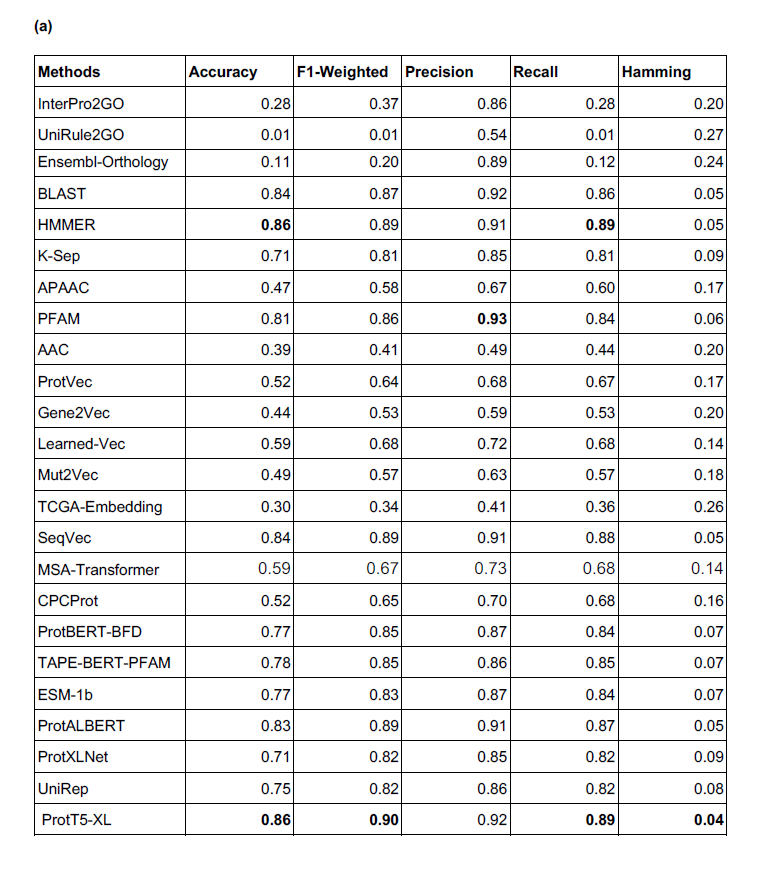 (a)
Methods Accuracy F1-Weighted Precision Recall Hamming
InterPro2GO 0.28 0.37 0.86 0.28 0.20
UniRule2GO 0.01 0.01 0.54 0.01 0.27
Ensembl-Orthology 0.11 0.20 0.89 0.12 0.24
BLAST 0.84 0.87 0.92 0.86 0.05
HMMER 0.86 0.89 0.91 0.89 0.05
K-Sep 0.71 0.81 0.85 0.81 0.09
APAAC 0.47 0.58 0.67 0.60 0.17
PFAM 0.81 0.86 0.93 0.84 0.06
AAC 0.39 0.41 0.49 0.44 0.20
ProtVec 0.52 0.64 0.68 0.67 0.17
Gene2Vec 0.44 0.53 0.59 0.53 0.20
Learned-Vec 0.59 0.68 0.72 0.68 0.14
Mut2Vec 0.49 0.57 0.63 0.57 0.18
TCGA-Embedding 0.30 0.34 0.41 0.36 0.26
SeqVec 0.84 0.89 0.91 0.88 0.05
MSA-Transformer 0.59 0.67 0.73 0.68 0.14
CPCProt 0.52 0.65 0.70 0.68 0.16
ProtBERT-BFD 0.77 0.85 0.87 0.84 0.07
TAPE-BERT-PFAM 0.78 0.85 0.86 0.85 0.07
ESM-1b 0.77 0.83 0.87 0.84 0.07
ProtALBERT 0.83 0.89 0.91 0.87 0.05
ProtXLNet 0.71 0.82 0.85 0.82 0.09
UniRep 0.75 0.82 0.86 0.82 0.08
ProtT5-XL 0.86 0.90 0.92 0.89 0.04